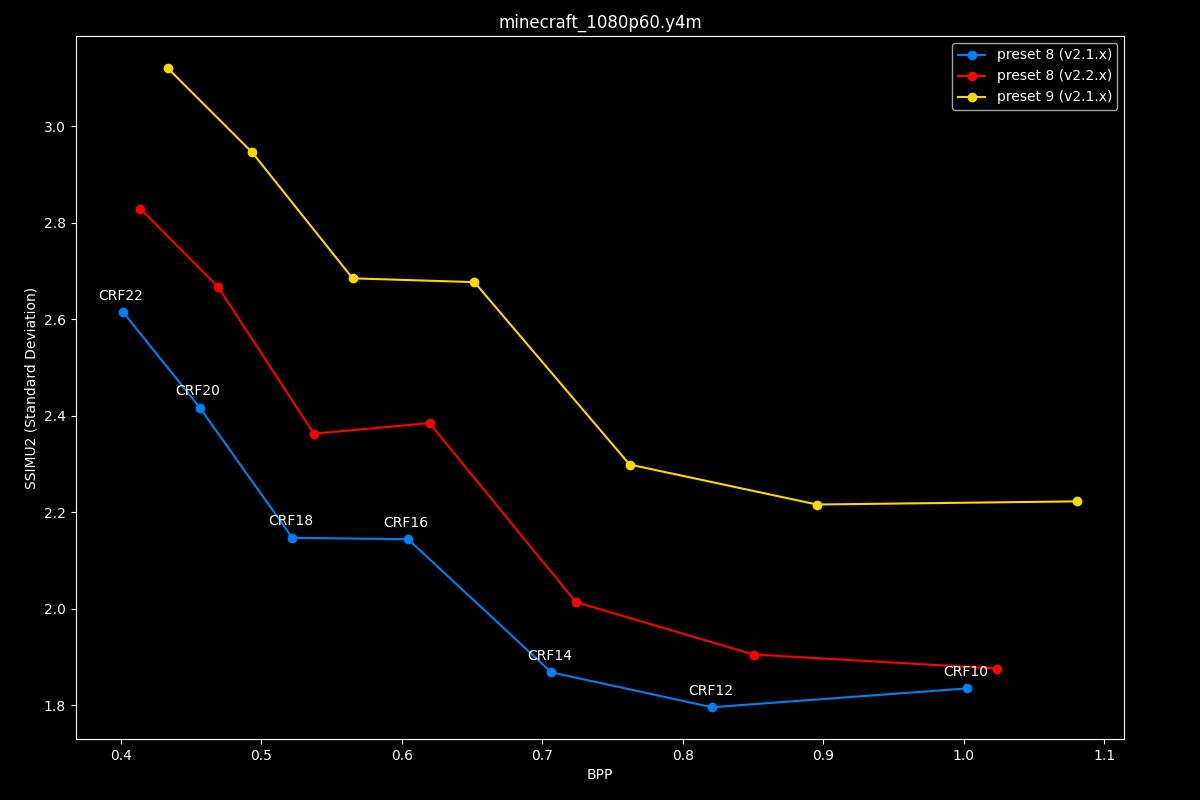 minecraft_1080p60.y4m
preset 8 (v2.1.x)
preset 8 (v2.2.x)
preset 9 (v2.1.x)
3.0
2.8
2.6
2.4
2.2
2.0
1.8
SSIMU2 (Standard Deviation)
CRF22
CRF20
CRF18
CRF16
CRF14
CRF12
CRF10
0.4
0.5
0.6
0.7
0.8
0.9
1.0
1.1
BPP